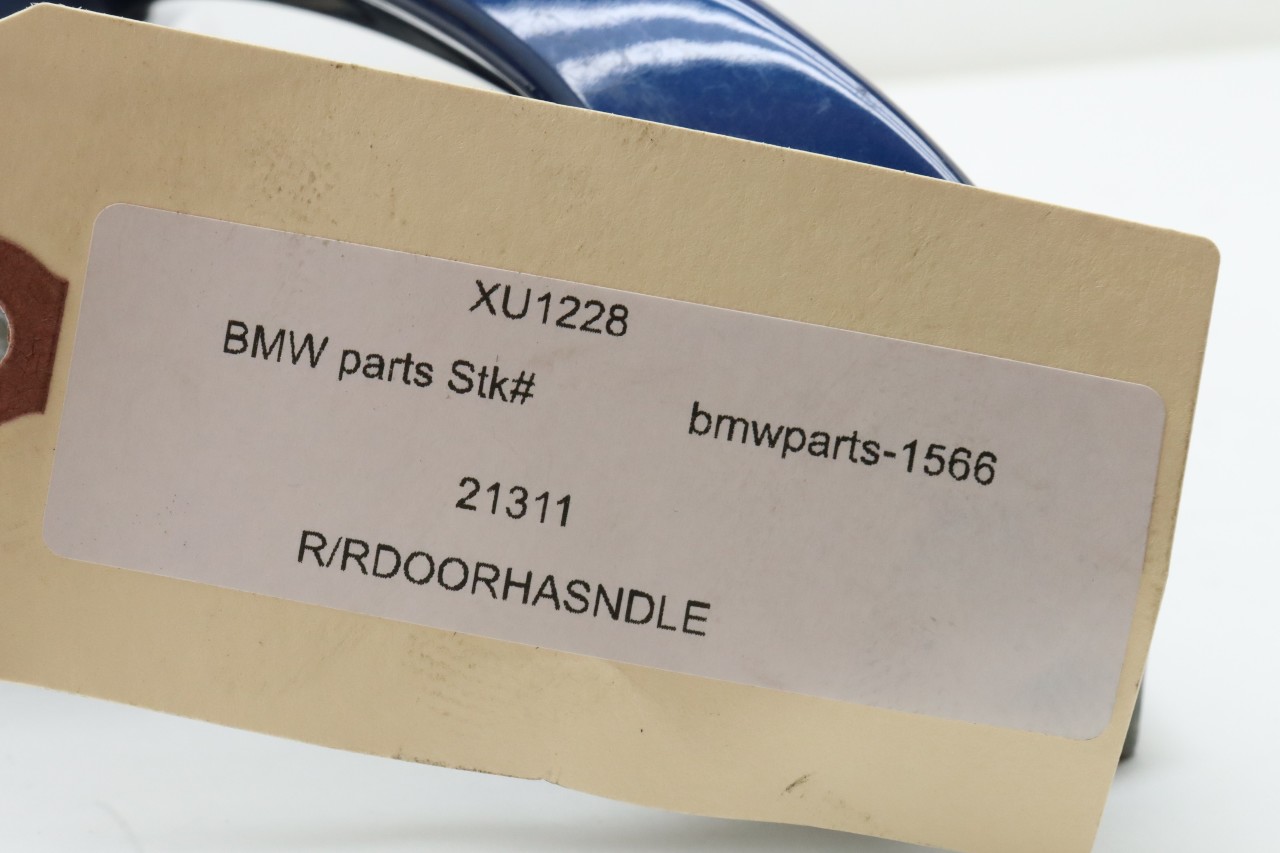 XU1228
BMW parts Stk# bmwparts-1566
21311
R/RDOORHASNDLE